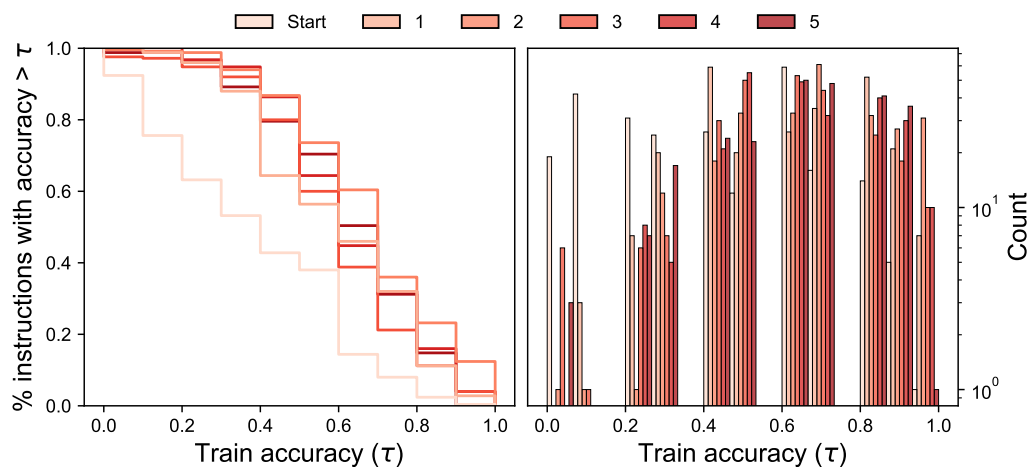 Start 1 2 3 4 5
% instructions with accuracy > τ
1.0
0.8
0.6
0.4
0.2
0.0
0.0 0.2 0.4 0.6 0.8 1.0
Train accuracy (τ)
10¹
10⁰
Count
0.0 0.2 0.4 0.6 0.8 1.0
Train accuracy (τ)